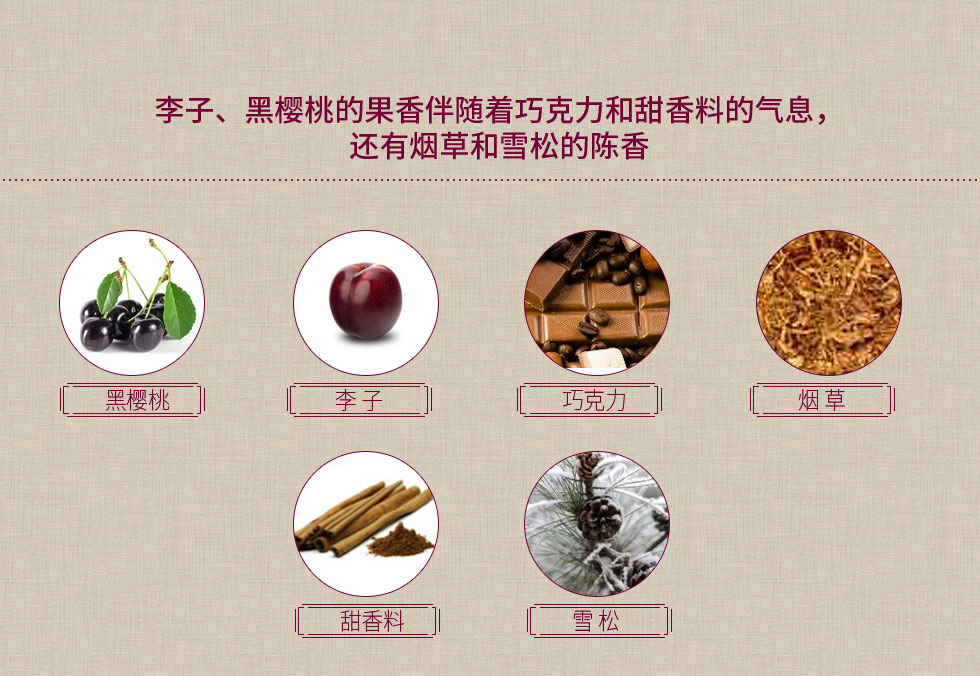 李子、黑樱桃的果香伴随着巧克力和甜香料的气息，
还有烟草和雪松的陈香
黑樱桃
李子
巧克力
烟草
甜香料
雪松